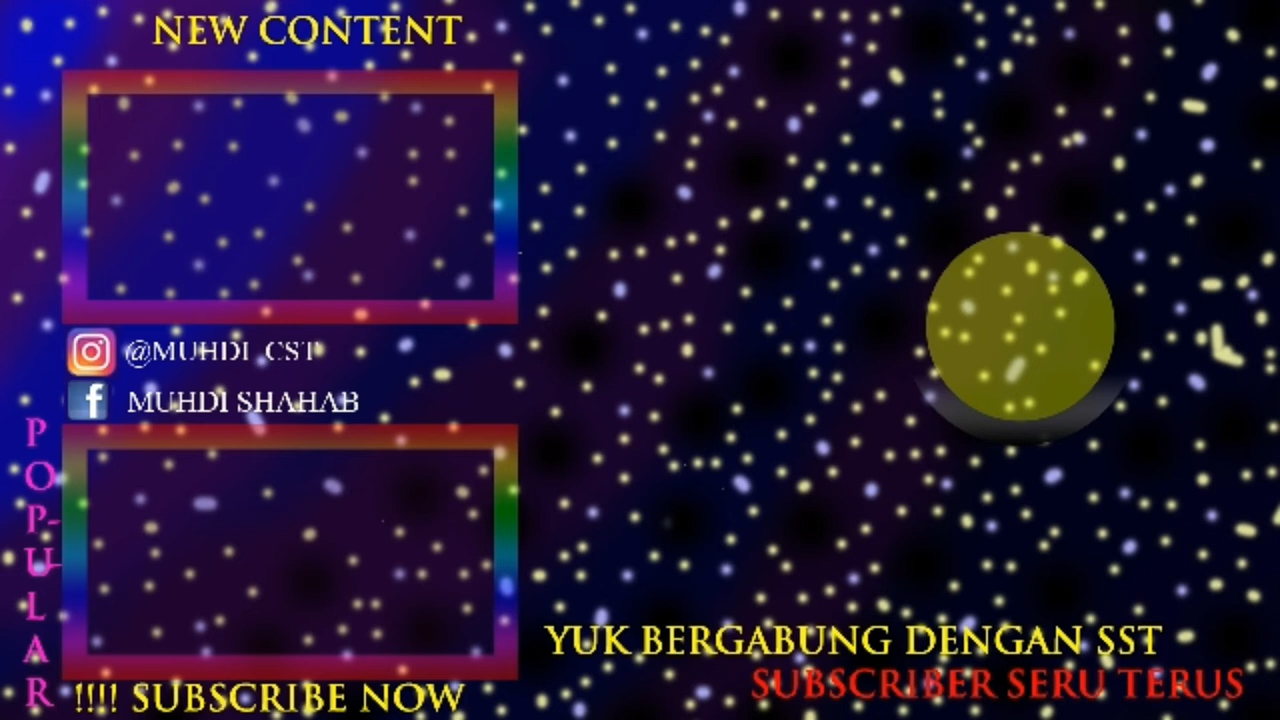 NEW CONTENT
@MUHDI_CST
MUHDI SHAHAB
POPULAR
!!!! SUBSCRIBE NOW
YUK BERGABUNG DENGAN SST
SUBSCRIBER SERU TERUS